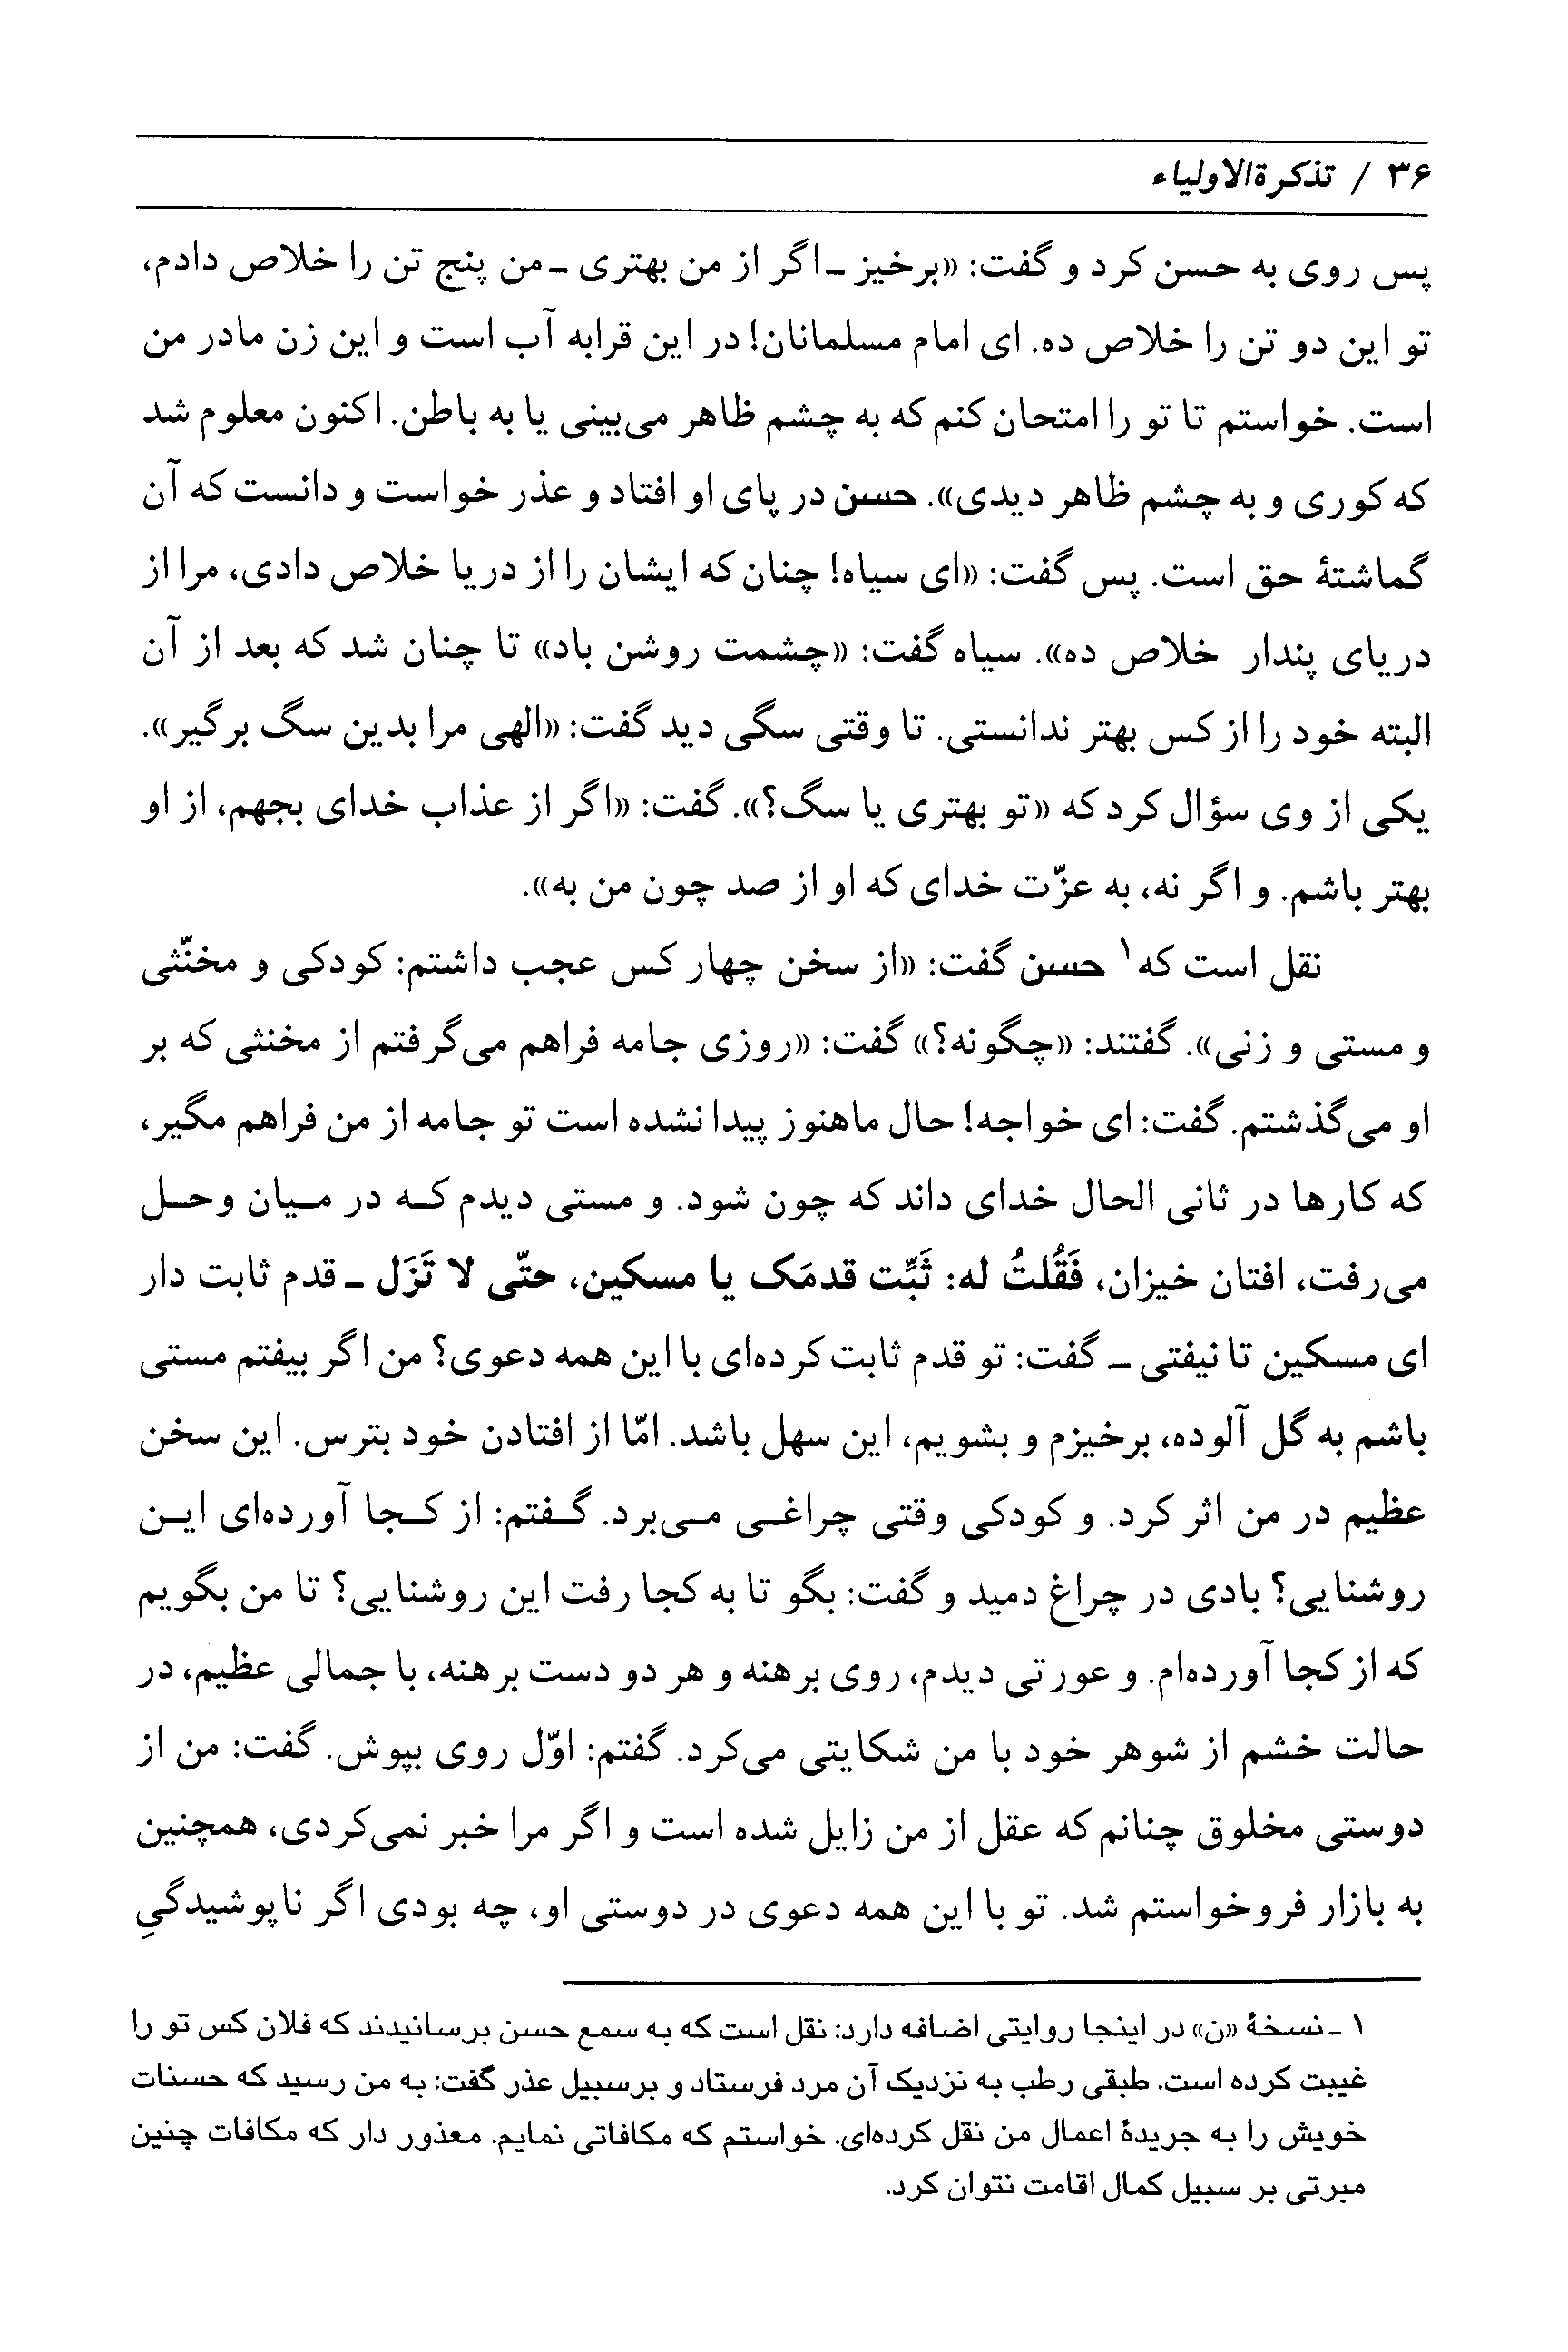 ۳۶ / تذکرةالاولیاء
پس روی به حسن کرد و گفت: «برخیز ـ اگر از من بهتری ـ من پنج تن را خلاص دادم،
تو این دو تن را خلاص ده. ای امام مسلمانان! در این قرابه آب است و این زن مادر من
است. خواستم تا تو را امتحان کنم که به چشم ظاهر می‌بینی یا به باطن. اکنون معلوم شد
که کوری و به چشم ظاهر دیدی». حسن در پای او افتاد و عذر خواست و دانست که آن
گماشتۀ حق است. پس گفت: «ای سیاه! چنان که ایشان را از دریا خلاص دادی، مرا از
دریای پندار خلاص ده». سیاه گفت: «چشمت روشن باد» تا چنان شد که بعد از آن
البته خود را از کس بهتر ندانستی. تا وقتی سگی دید گفت: «الهی مرا بدین سگ برگیر».
یکی از وی سؤال کرد که «تو بهتری یا سگ؟». گفت: «اگر از عذاب خدای بجهم، از او
بهتر باشم. و اگر نه، به عزّت خدای که او از صد چون من به».
نقل است که۱ حسن گفت: «از سخن چهار کس عجب داشتم: کودکی و مخنّثی
و مستی و زنی». گفتند: «چگونه؟» گفت: «روزی جامه فراهم می‌گرفتم از مخنثی که بر
او می‌گذشتم. گفت: ای خواجه! حال ما هنوز پیدا نشده است تو جامه از من فراهم مگیر،
که کارها در ثانی الحال خدای داند که چون شود. و مستی دیدم کـه در مـیان وحـل
می‌رفت، افتان خیزان، فَقُلتُ له: ثَبِّت قدمَک یا مسکین، حتّی لا تَزَل ـ قدم ثابت دار
ای مسکین تا نیفتی ـ گفت: تو قدم ثابت کرده‌ای با این همه دعوی؟ من اگر بیفتم مستی
باشم به گل آلوده، برخیزم و بشویم، این سهل باشد. امّا از افتادن خود بترس. این سخن
عظیم در من اثر کرد. و کودکی وقتی چراغـی مـی‌برد. گـفتم: از کـجا آورده‌ای ایـن
روشنایی؟ بادی در چراغ دمید و گفت: بگو تا به کجا رفت این روشنایی؟ تا من بگویم
که از کجا آورده‌ام. و عورتی دیدم، روی برهنه و هر دو دست برهنه، با جمالی عظیم، در
حالت خشم از شوهر خود با من شکایتی می‌کرد. گفتم: اوّل روی بپوش. گفت: من از
دوستی مخلوق چنانم که عقل از من زایل شده است و اگر مرا خبر نمی‌کردی، همچنین
به بازار فروخواستم شد. تو با این همه دعوی در دوستی او، چه بودی اگر ناپوشیدگیِ
۱ ـ نسخۀ «ن» در اینجا روایتی اضافه دارد: نقل است که به سمع حسن برسانیدند که فلان کس تو را
غیبت کرده است. طبقی رطب به نزدیک آن مرد فرستاد و برسبیل عذر گفت: به من رسید که حسنات
خویش را به جریدۀ اعمال من نقل کرده‌ای. خواستم که مکافاتی نمایم. معذور دار که مکافات چنین
مبرتی بر سبیل کمال اقامت نتوان کرد.